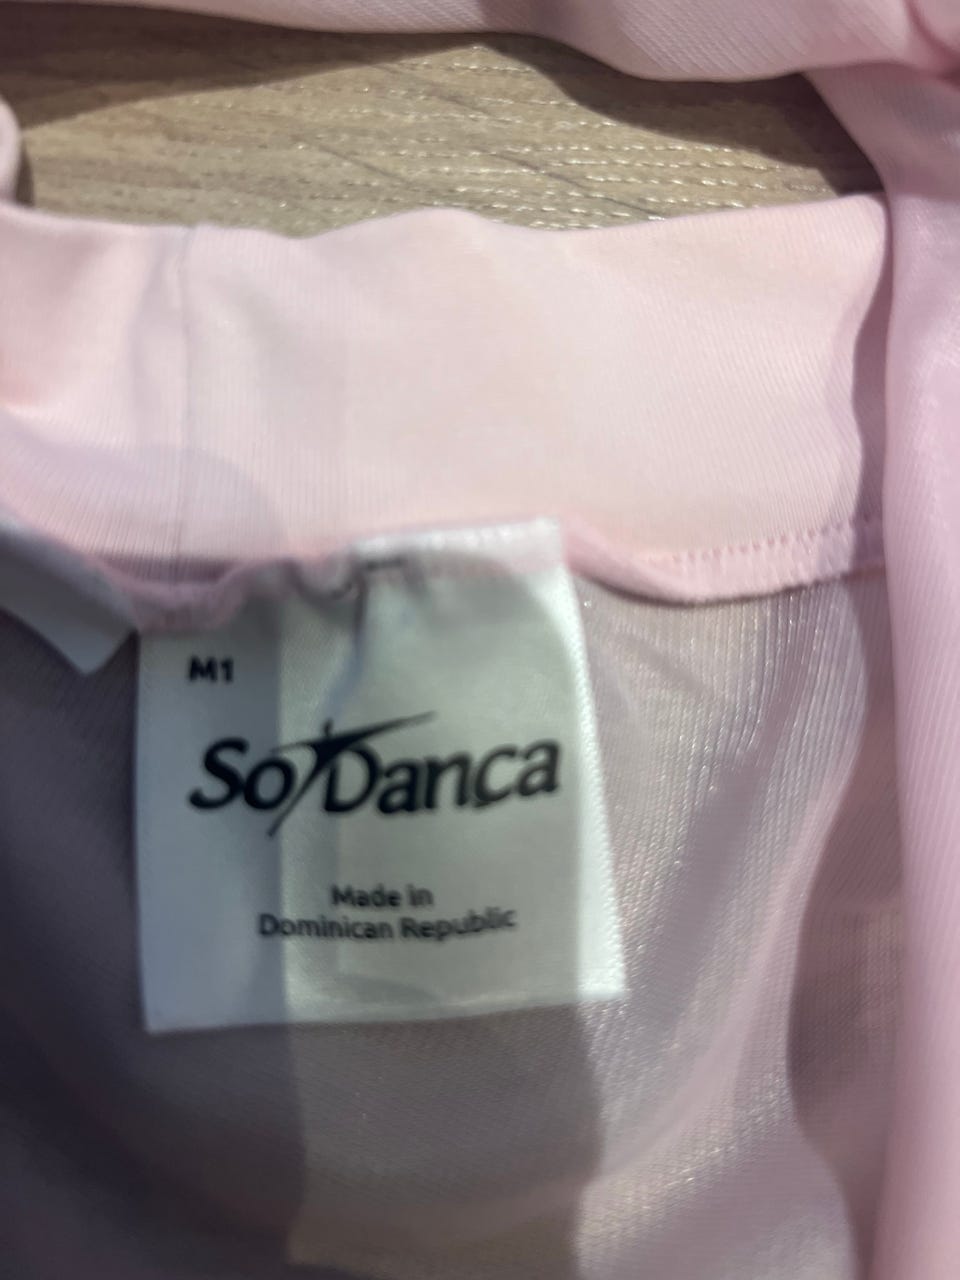 M1
SoDança
Made in
Dominican Republic